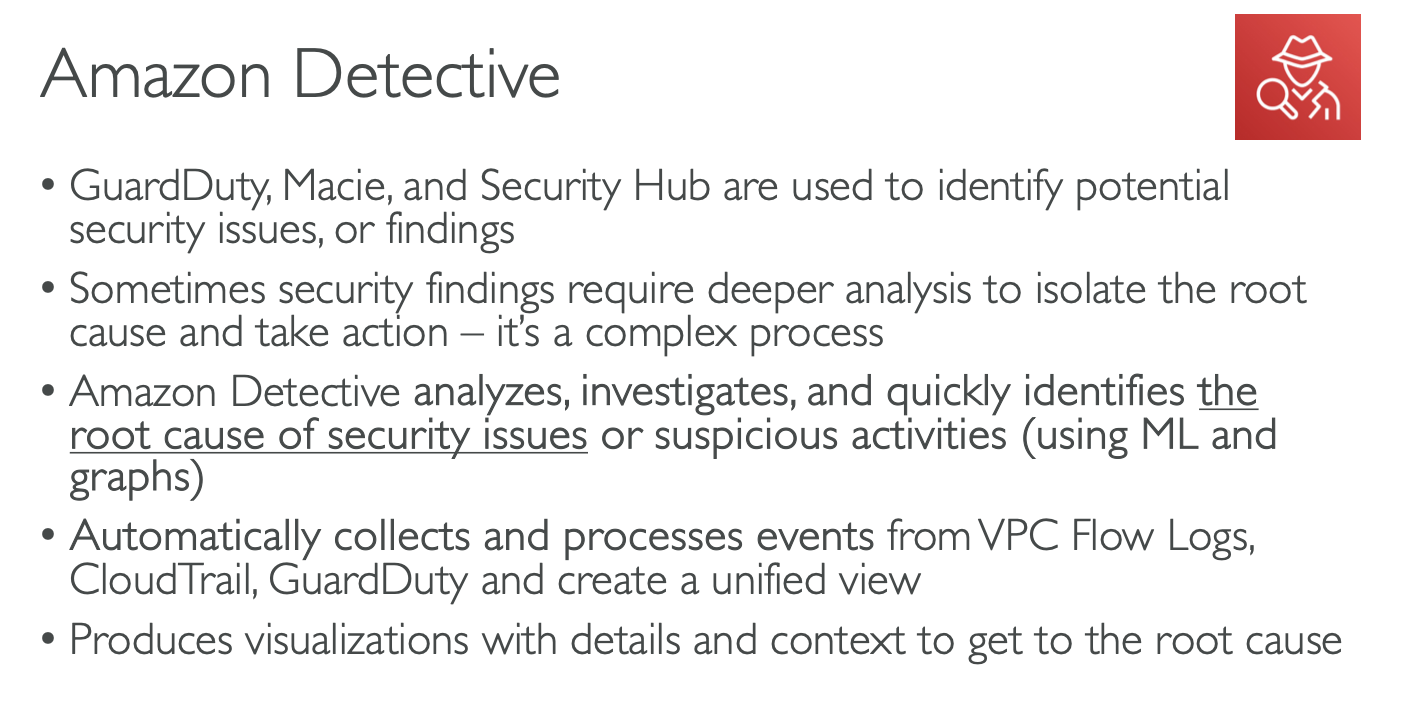 Amazon Detective
• GuardDuty, Macie, and Security Hub are used to identify potential
security issues, or findings
• Sometimes security findings require deeper analysis to isolate the root
cause and take action – it’s a complex process
• Amazon Detective analyzes, investigates, and quickly identifies the
root cause of security issues or suspicious activities (using ML and
graphs)
• Automatically collects and processes events from VPC Flow Logs,
CloudTrail, GuardDuty and create a unified view
• Produces visualizations with details and context to get to the root cause